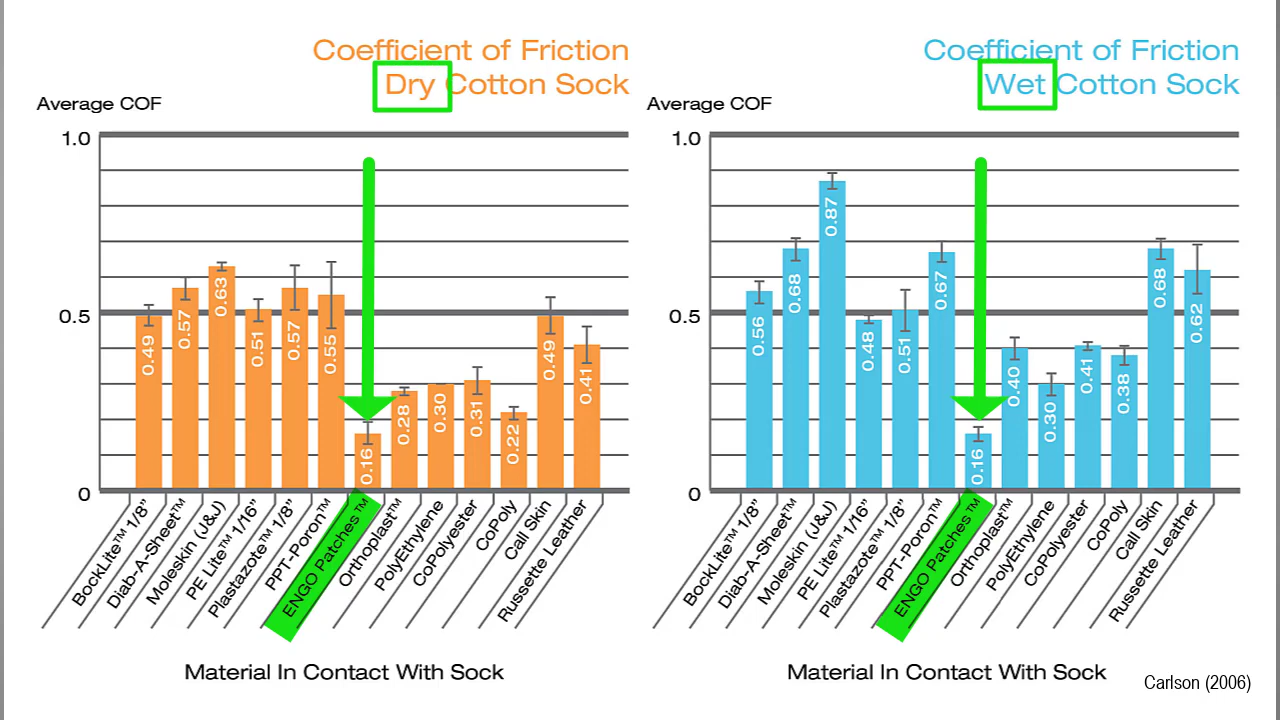 Coefficient of Friction
Dry Cotton Sock
Average COF
1.0
0.5
0
0.49
0.57
0.63
0.51
0.57
0.55
0.16
0.28
0.30
0.31
0.22
0.49
0.41
BockLite™ 1/8”
Diab-A-Sheet™
Moleskin (J&J)
PE Lite™ 1/16”
Plastazote™ 1/8”
PPT-Poron™
ENGO Patches™
Orthoplast™
PolyEthylene
CoPolyester
CoPoly
Call Skin
Russette Leather
Material In Contact With Sock
Coefficient of Friction
Wet Cotton Sock
Average COF
1.0
0.5
0
0.56
0.68
0.87
0.48
0.51
0.67
0.16
0.40
0.30
0.41
0.38
0.68
0.62
BockLite™ 1/8”
Diab-A-Sheet™
Moleskin (J&J)
PE Lite™ 1/16”
Plastazote™ 1/8”
PPT-Poron™
ENGO Patches™
Orthoplast™
PolyEthylene
CoPolyester
CoPoly
Call Skin
Russette Leather
Material In Contact With Sock
Carlson (2006)